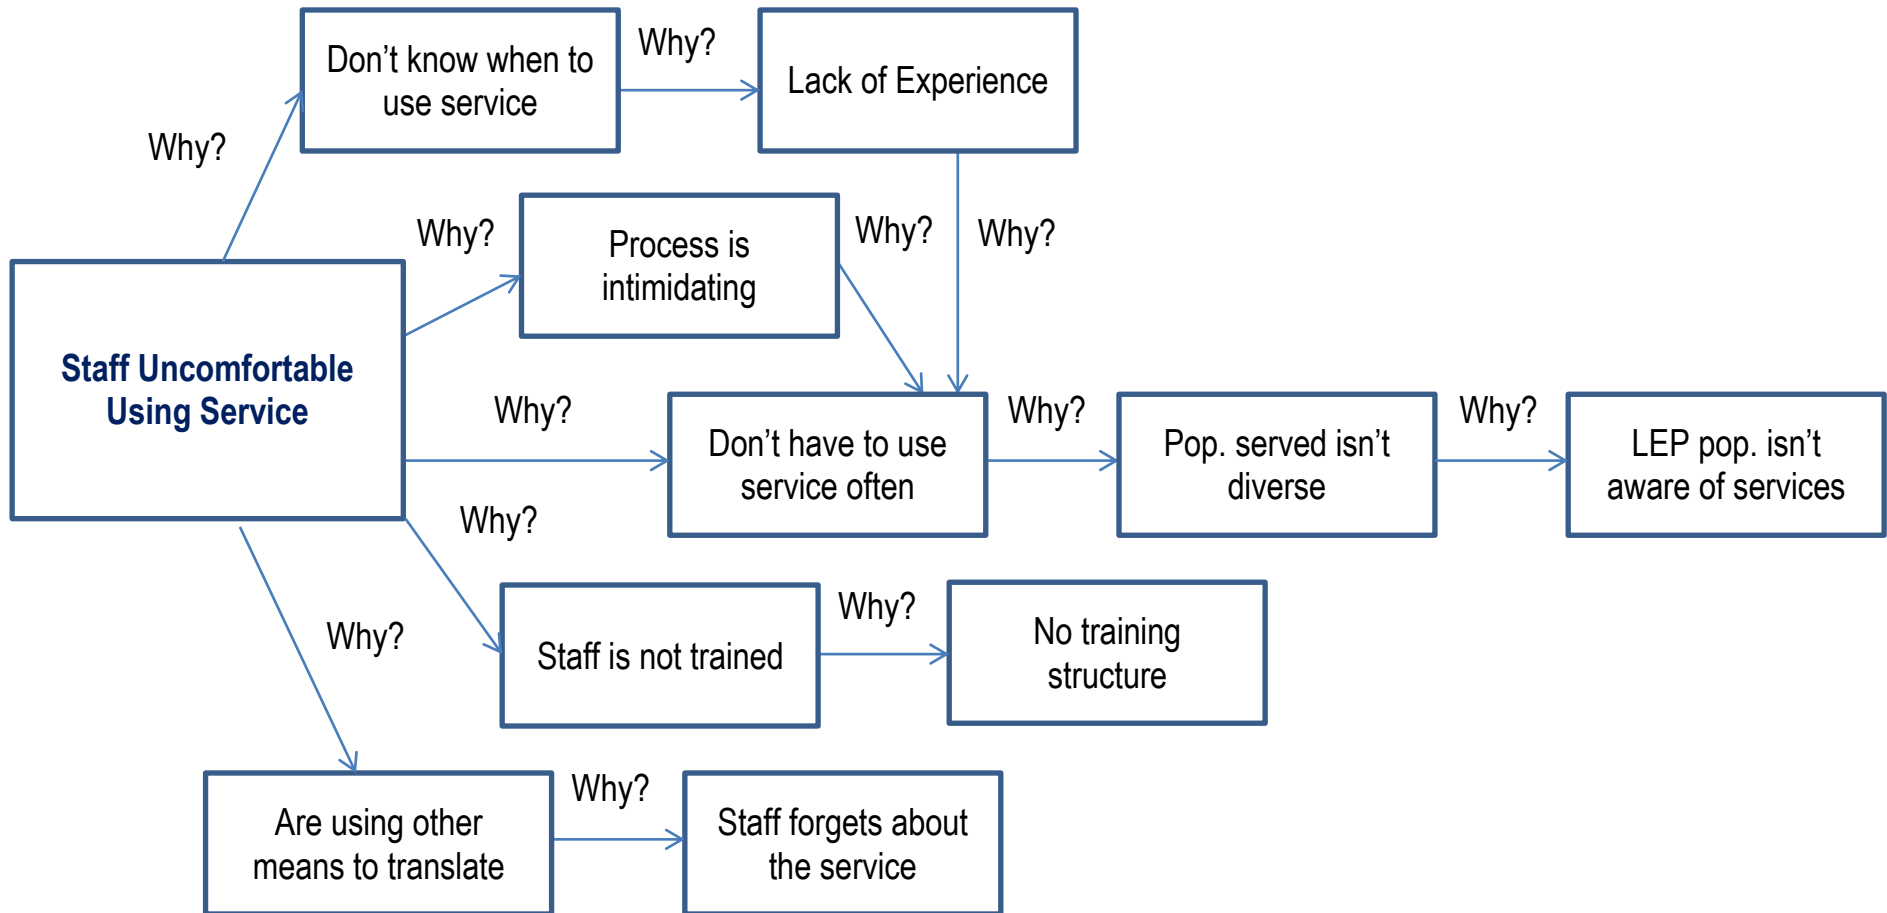 Don’t know when to
use service
Why?
Lack of Experience
Why?
Why?
Process is
intimidating
Why?
Why?
Staff Uncomfortable
Using Service
Why?
Don’t have to use
service often
Why?
Pop. served isn’t
diverse
Why?
LEP pop. isn’t
aware of services
Why?
Staff is not trained
Why?
No training
structure
Why?
Are using other
means to translate
Why?
Staff forgets about
the service